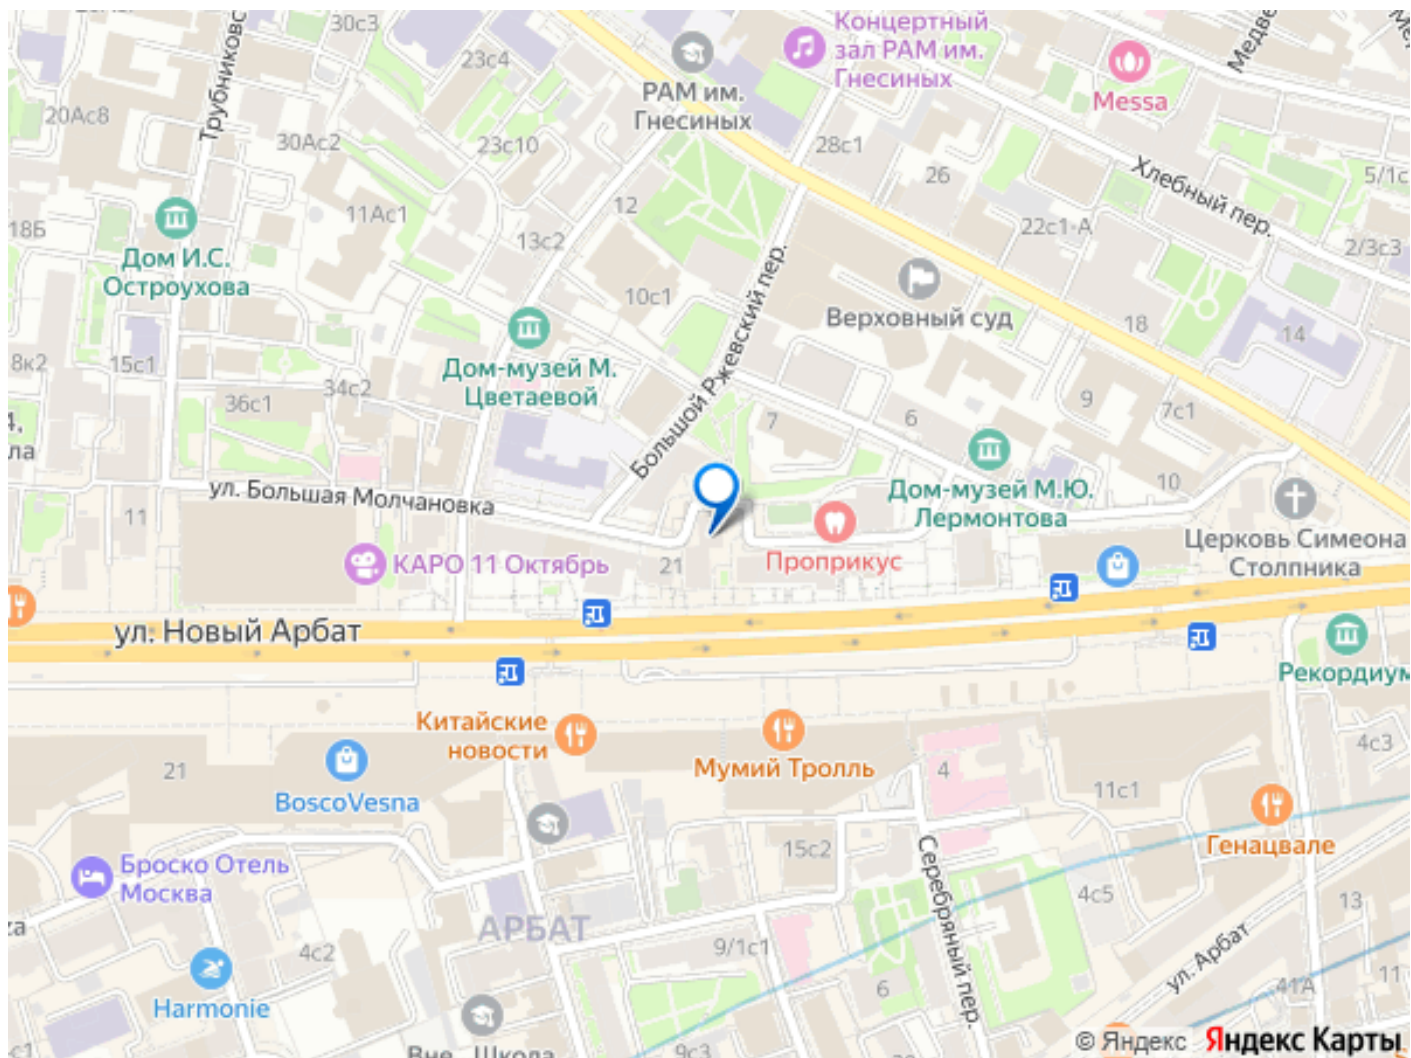 30с3
Концертный
зал РАМ им.
Гнесиных
23с4
РАМ им.
Гнесиных
Messa
20Ас8
Трубниковс
30Ас2
23с10
28с1
26
Хлебный пер.
5/1с
11Ас1
12
18Б
13с2
22с1-А
2/3с3
Дом И.С.
Остроухова
10с1
Большой Ржевский пер.
Верховный суд
18
14
8к2
15с1
34с2
Дом-музей М.
Цветаевой
36с1
7
6
9
7с1
4,
ла
ул. Большая Молчановка
11
10
Дом-музей М.Ю.
Лермонтова
КАРО 11 Октябрь
21
Проприкус
Церковь Симеона
Столпника
ул. Новый Арбат
Рекордиум
Китайские
новости
Мумий Тролль
21
BoscoVesna
4
11с1
4с3
Генацвале
15с2
Броско Отель
Москва
Серебряный пер.
4с5
13
АРБАТ
9/1с1
4с2
ул. Арбат
Harmonie
6
41А
11
с1
9с3
© Яндекс Яндекс Карты